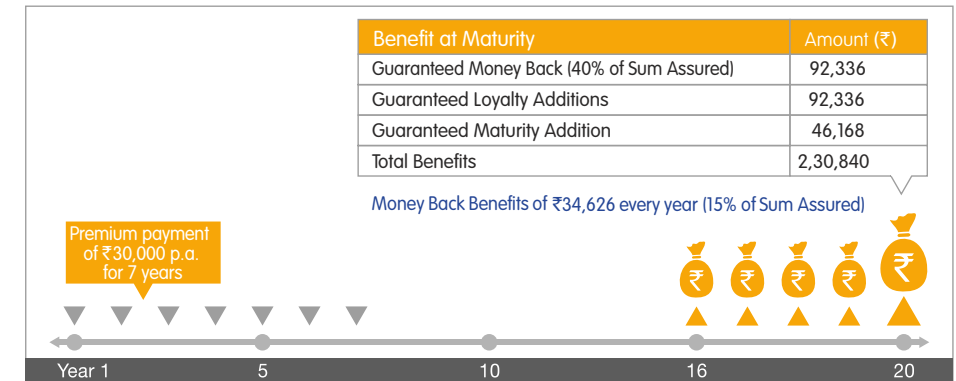 Benefit at Maturity Amount (₹)
Guaranteed Money Back (40% of Sum Assured) 92,336
Guaranteed Loyalty Additions 92,336
Guaranteed Maturity Addition 46,168
Total Benefits 2,30,840
Money Back Benefits of ₹34,626 every year (15% of Sum Assured)
Premium payment
of ₹30,000 p.a.
for 7 years
₹ ₹ ₹ ₹ ₹
Year 1 5 10 16 20